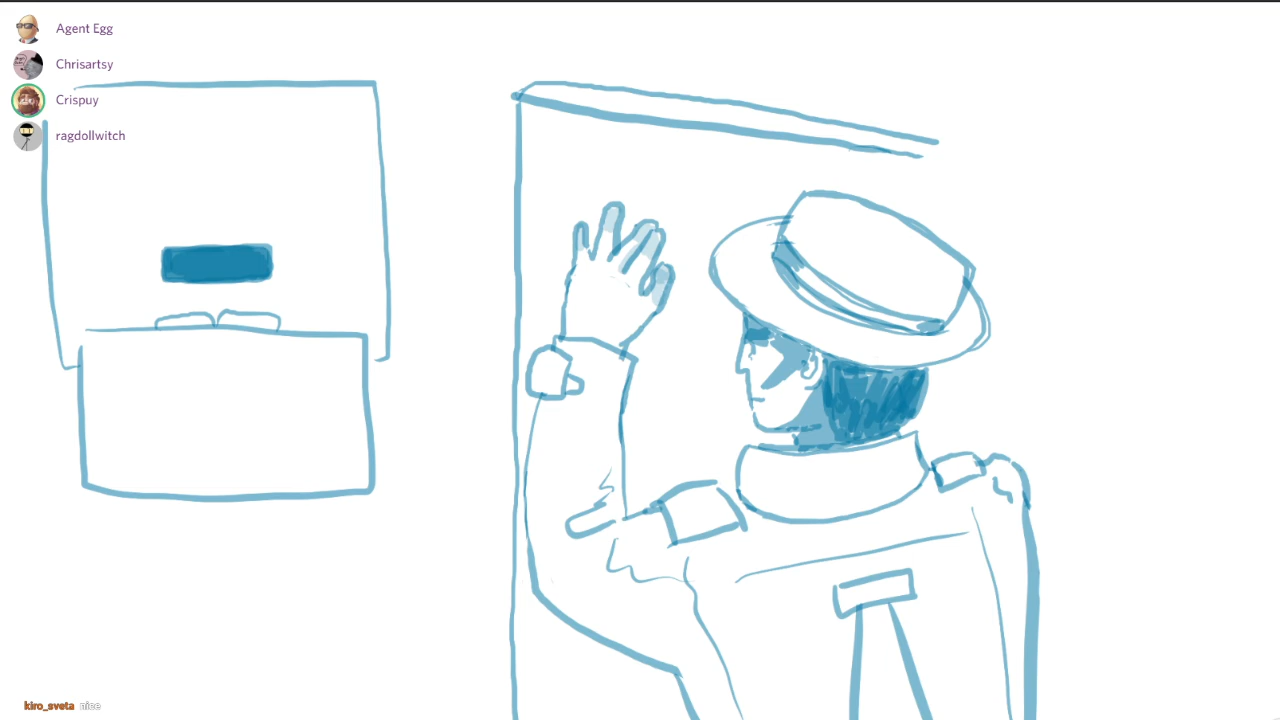 Agent Egg
Chrisartsy
Crispuy
ragdollwitch
kiro_sveta nice